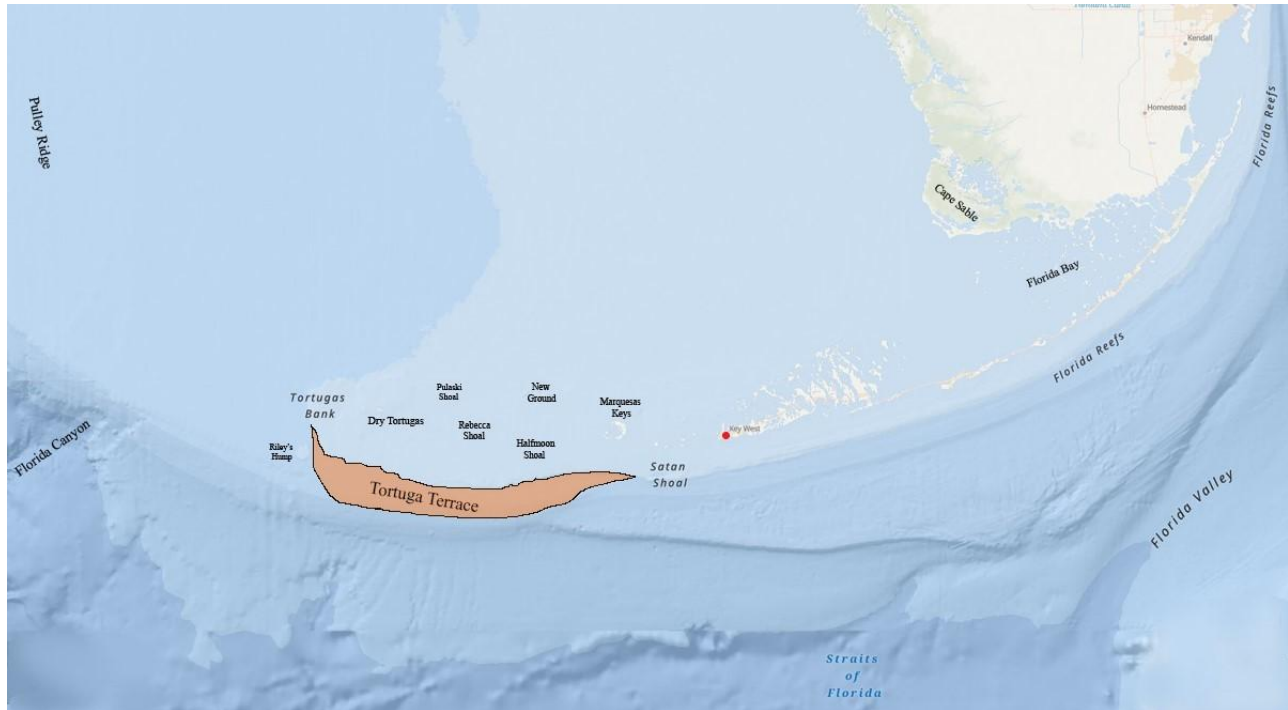 Kendall
Homestead
Florida Reefs
Pulley Ridge
Cape Sable
Florida Bay
Florida Reefs
Tortugas
Bank
Pulaski
Shoal
New
Ground
Marquesas
Keys
Dry Tortugas
Rebecca
Shoal
Key West
Riley's
Hump
Halfmoon
Shoal
Florida Canyon
Satan
Shoal
Tortuga Terrace
Florida Valley
Straits
of
Florida